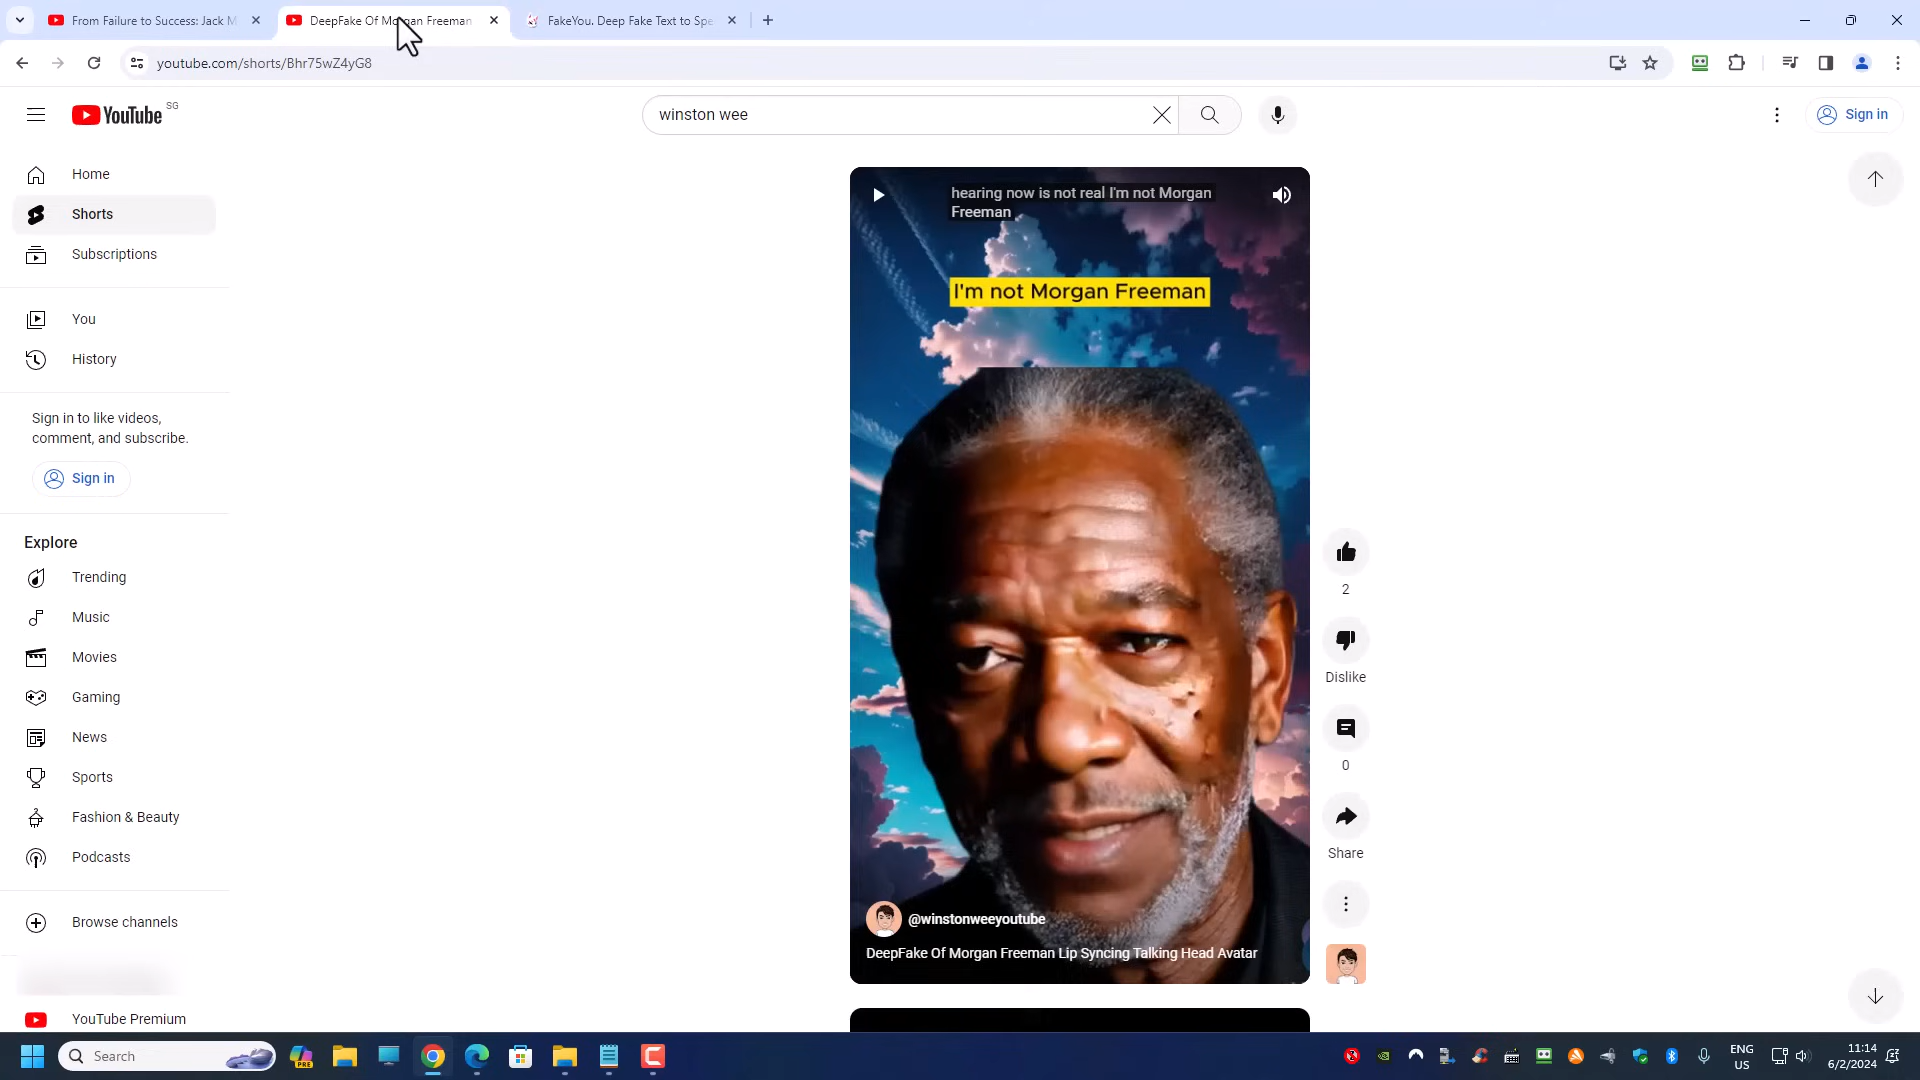 From Failure to Success: Jack M
DeepFake Of Morgan Freeman
FakeYou. Deep Fake Text to Spe
youtube.com/shorts/Bhr75wZ4yG8
YouTube SG
winston wee
Sign in
Home
Shorts
Subscriptions
You
History
Sign in to like videos,
comment, and subscribe.
Sign in
Explore
Trending
Music
Movies
Gaming
News
Sports
Fashion & Beauty
Podcasts
Browse channels
YouTube Premium
hearing now is not real I'm not Morgan
Freeman
I'm not Morgan Freeman
@winstonweeyoutube
DeepFake Of Morgan Freeman Lip Syncing Talking Head Avatar
2
Dislike
0
Share
Search
PRE
ENG
US
11:14
6/2/2024